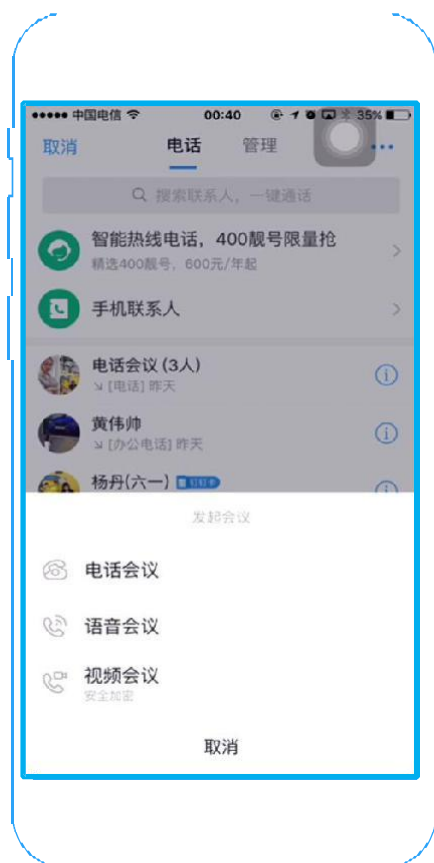 中国电信 00:40 35%
取消 电话 管理
搜索联系人，一键通话
智能热线电话，400靓号限量抢
精选400靓号，600元/年起
手机联系人
电话会议 (3人)
[电话] 昨天
黄伟帅
[办公电话] 昨天
杨丹(六一)
发起会议
电话会议
语音会议
视频会议
安全加密
取消